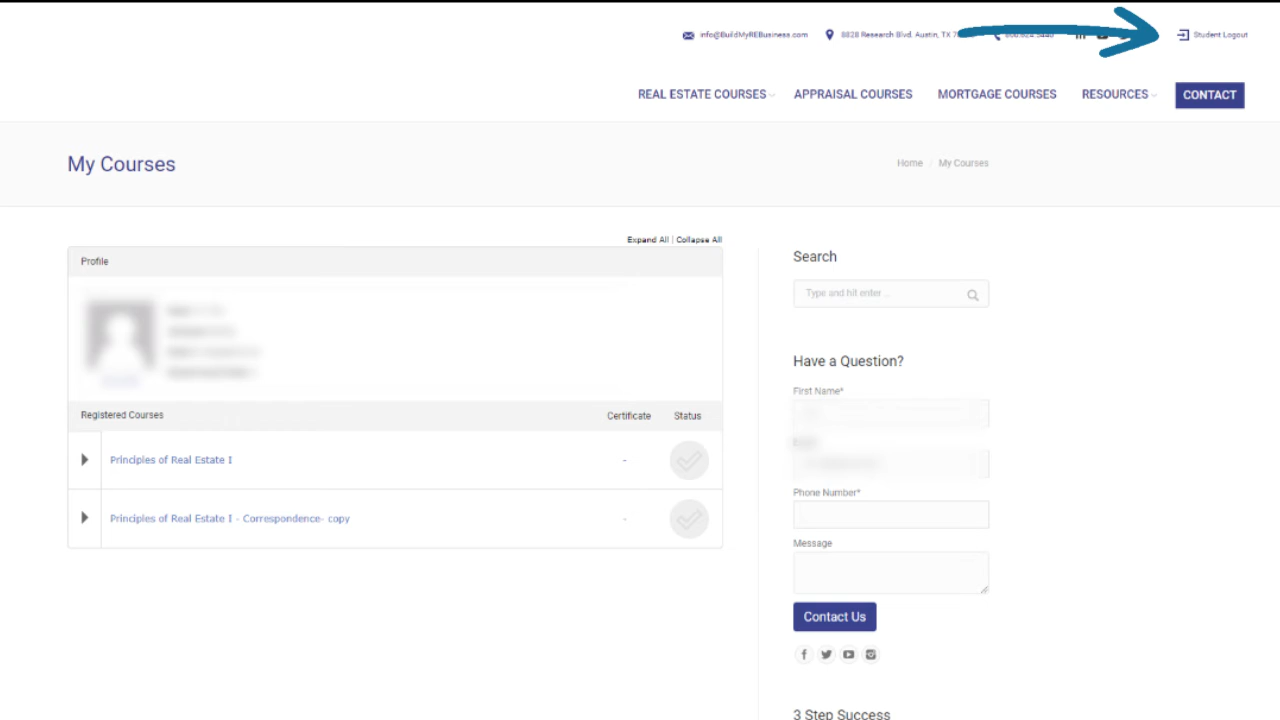 info@BuildMyREBusiness.com
8828 Research Blvd. Austin, TX
Student Logout
REAL ESTATE COURSES
APPRAISAL COURSES
MORTGAGE COURSES
RESOURCES
CONTACT
My Courses
Home / My Courses
Expand All | Collapse All
Profile
Registered Courses
Certificate
Status
Principles of Real Estate I
-
Principles of Real Estate I - Correspondence- copy
-
Search
Type and hit enter ...
Have a Question?
First Name*
Phone Number*
Message
Contact Us
3 Step Success